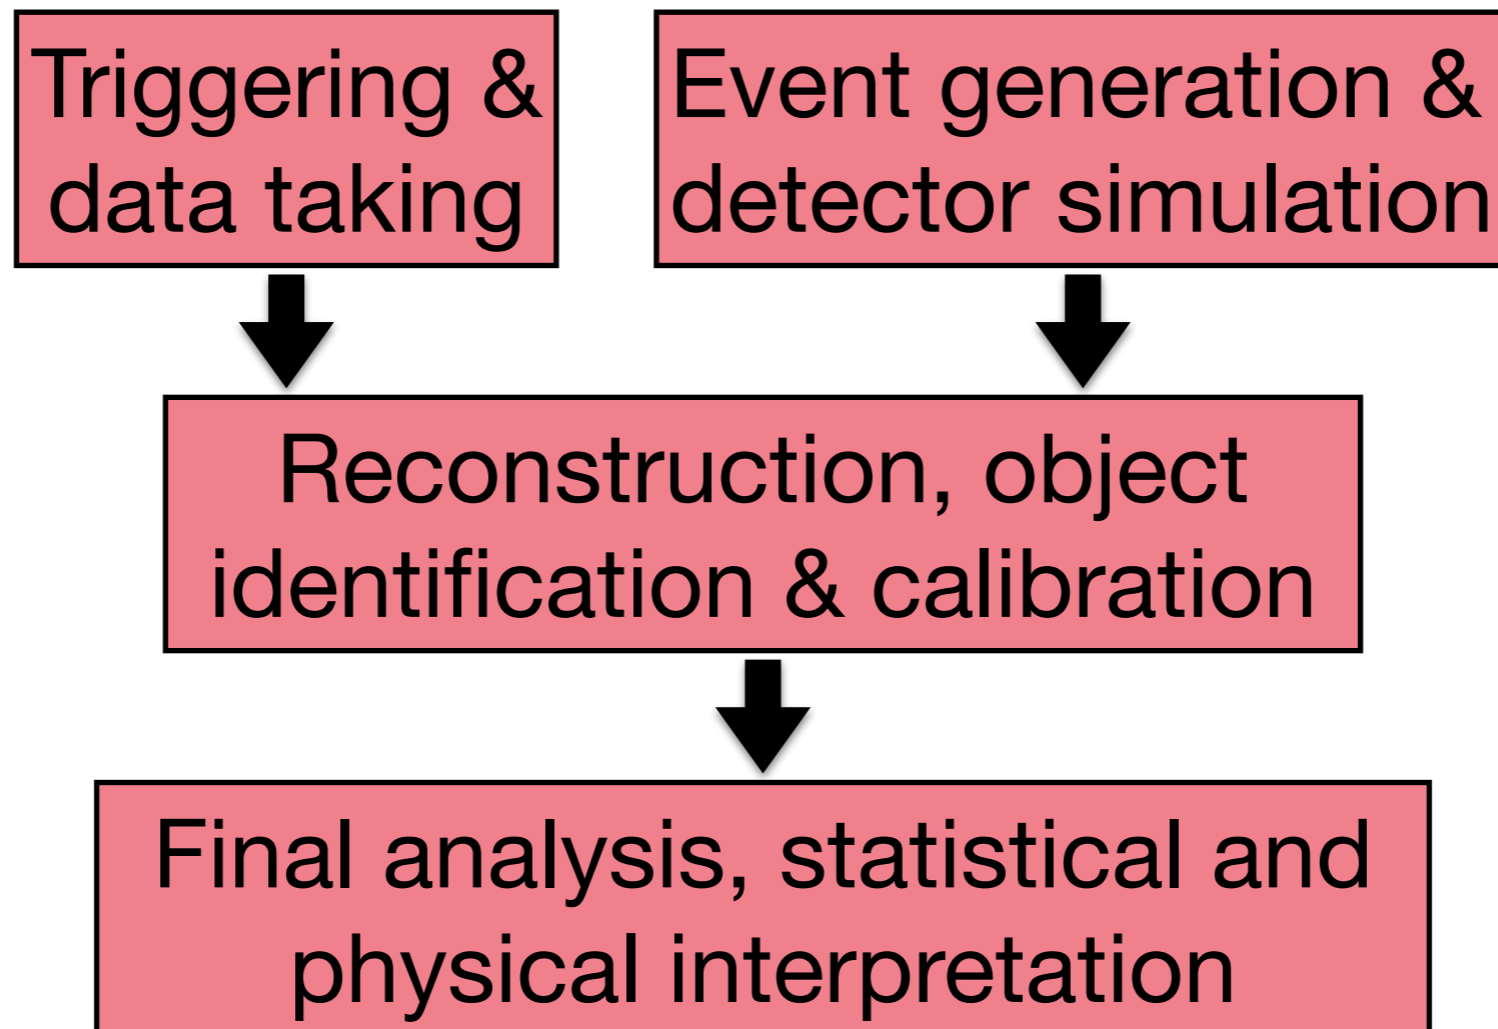 Triggering &
data taking
Event generation &
detector simulation
Reconstruction, object
identification & calibration
Final analysis, statistical and
physical interpretation